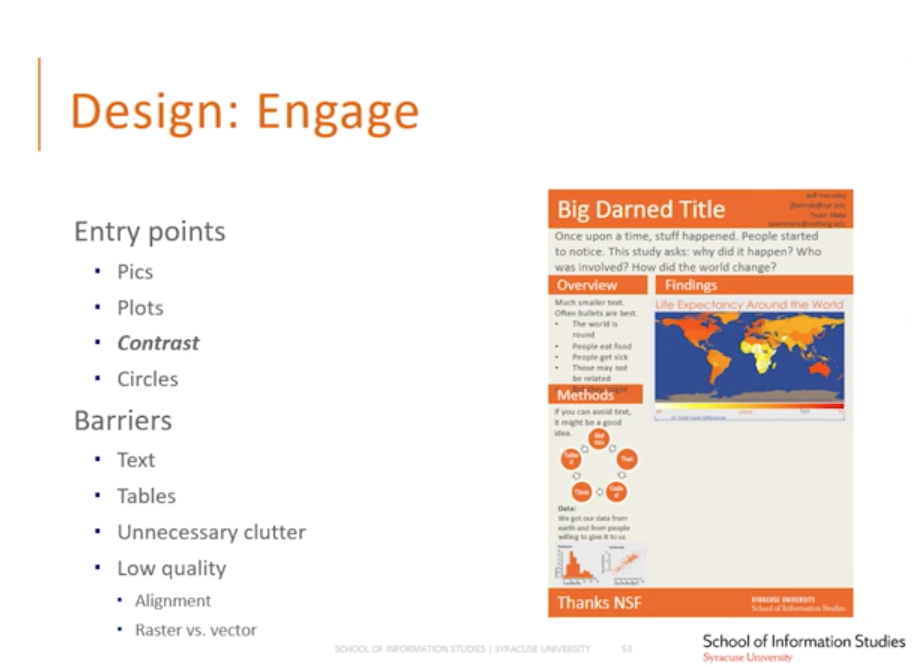 Design: Engage
Entry points
▪ Pics
▪ Plots
▪ Contrast
▪ Circles
Barriers
▪ Text
▪ Tables
▪ Unnecessary clutter
▪ Low quality
▪ Alignment
▪ Raster vs. vector
Big Darned Title
Team Mate
Once upon a time, stuff happened. People started
to notice. This study asks: why did it happen? Who
was involved? How did the world change?
Overview
Much smaller text.
Often bullets are best.
• The world is
round
• People eat food
• People get sick
• Those may not
be related
Methods
If you can avoid text,
it might be a good
idea.
Data:
We got our data from
earth and from people
willing to give it to us
Findings
Life Expectancy Around the World
Thanks NSF
SYRACUSE UNIVERSITY
School of Information Studies
SCHOOL OF INFORMATION STUDIES | SYRACUSE UNIVERSITY
53
School of Information Studies
Syracuse University